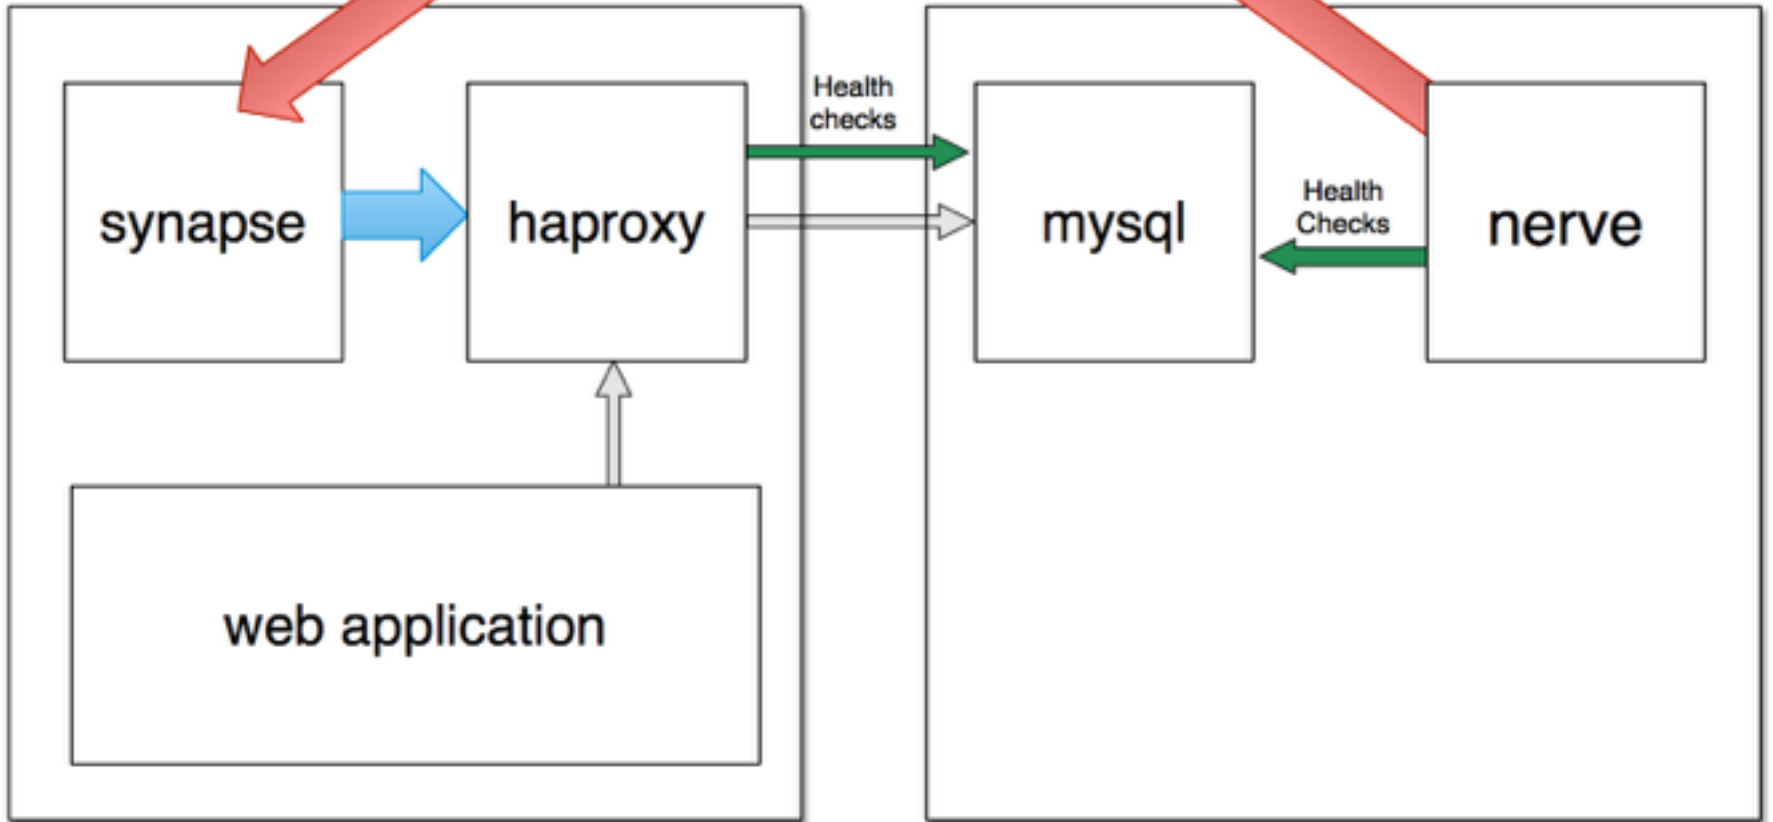 Health
checks
synapse
haproxy
mysql
Health
Checks
nerve
web application